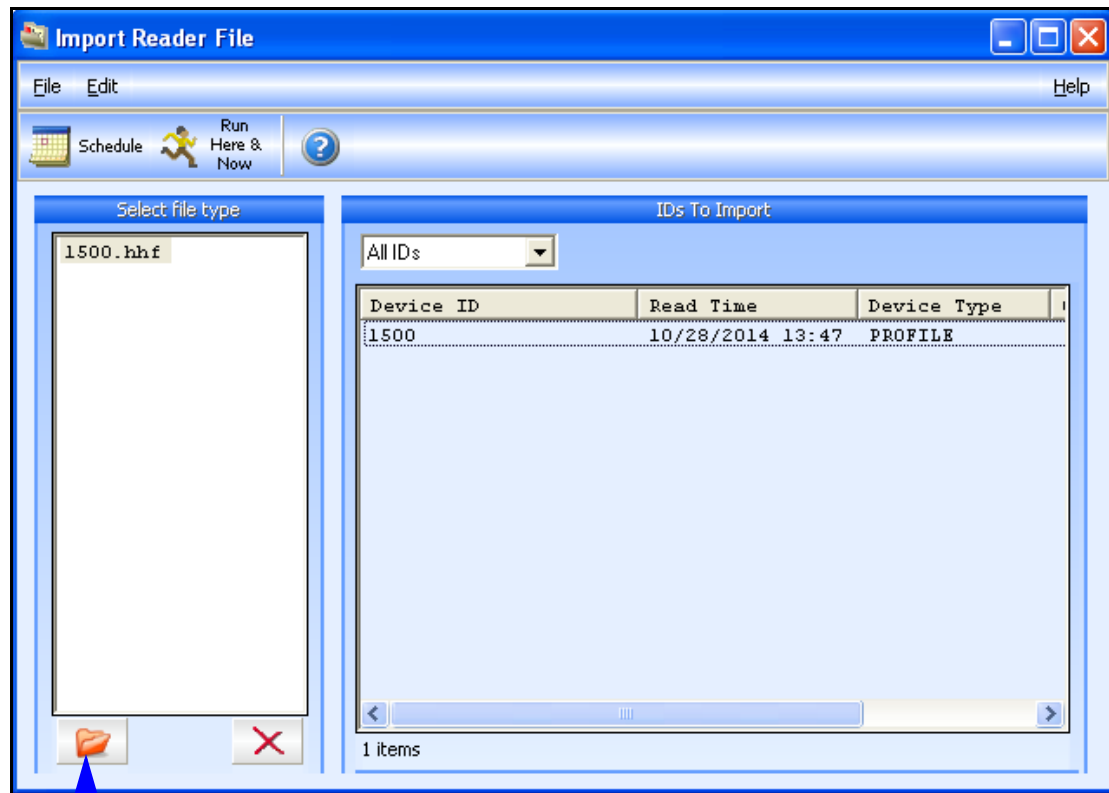 Import Reader File
File Edit Help
Schedule
Run
Here &
Now
Select file type
1500.hhf
IDs To Import
All IDs
Device ID Read Time Device Type
1500 10/28/2014 13:47 PROFILE
1 items